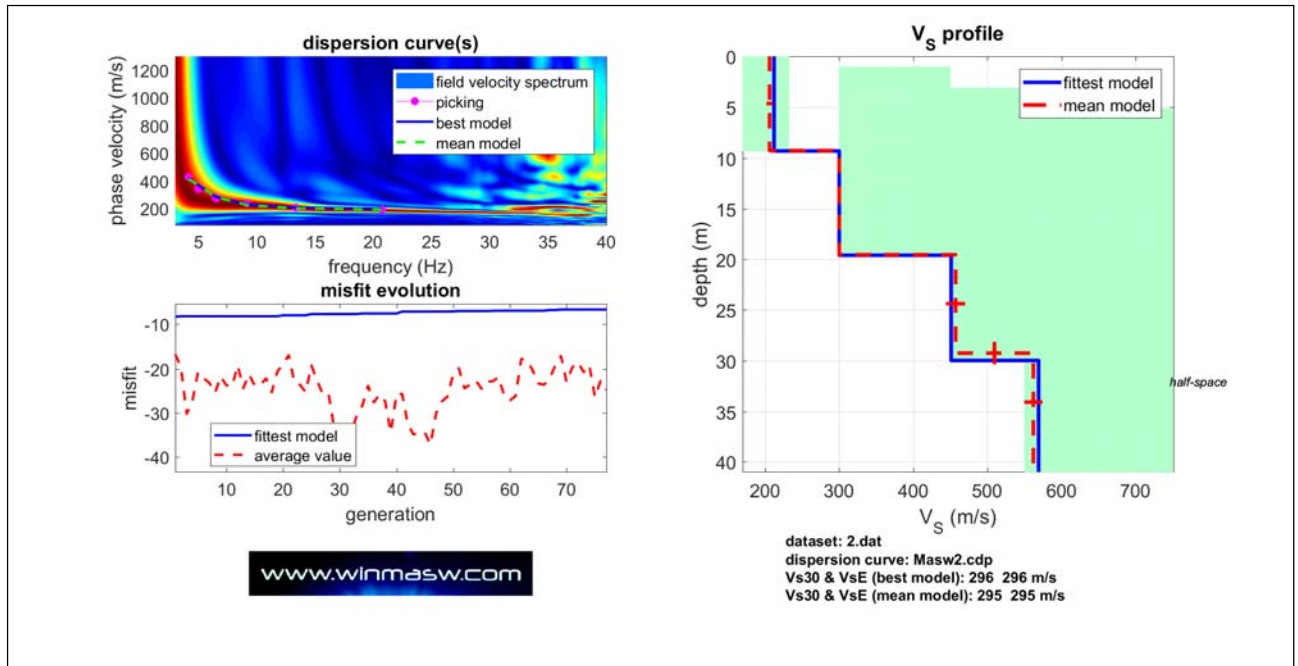 dispersion curve(s)
1200
1000
800
600
400
200
phase velocity (m/s)
field velocity spectrum
picking
best model
mean model
5 10 15 20 25 30 35 40
frequency (Hz)
misfit evolution
-10
-20
-30
-40
misfit
fittest model
average value
10 20 30 40 50 60 70
generation
www.winmasw.com
VS profile
0
5
10
15
20
25
30
35
40
depth (m)
fittest model
mean model
half-space
200 300 400 500 600 700
VS (m/s)
dataset: 2.dat
dispersion curve: Masw2.cdp
Vs30 & VsE (best model): 296 296 m/s
Vs30 & VsE (mean model): 295 295 m/s